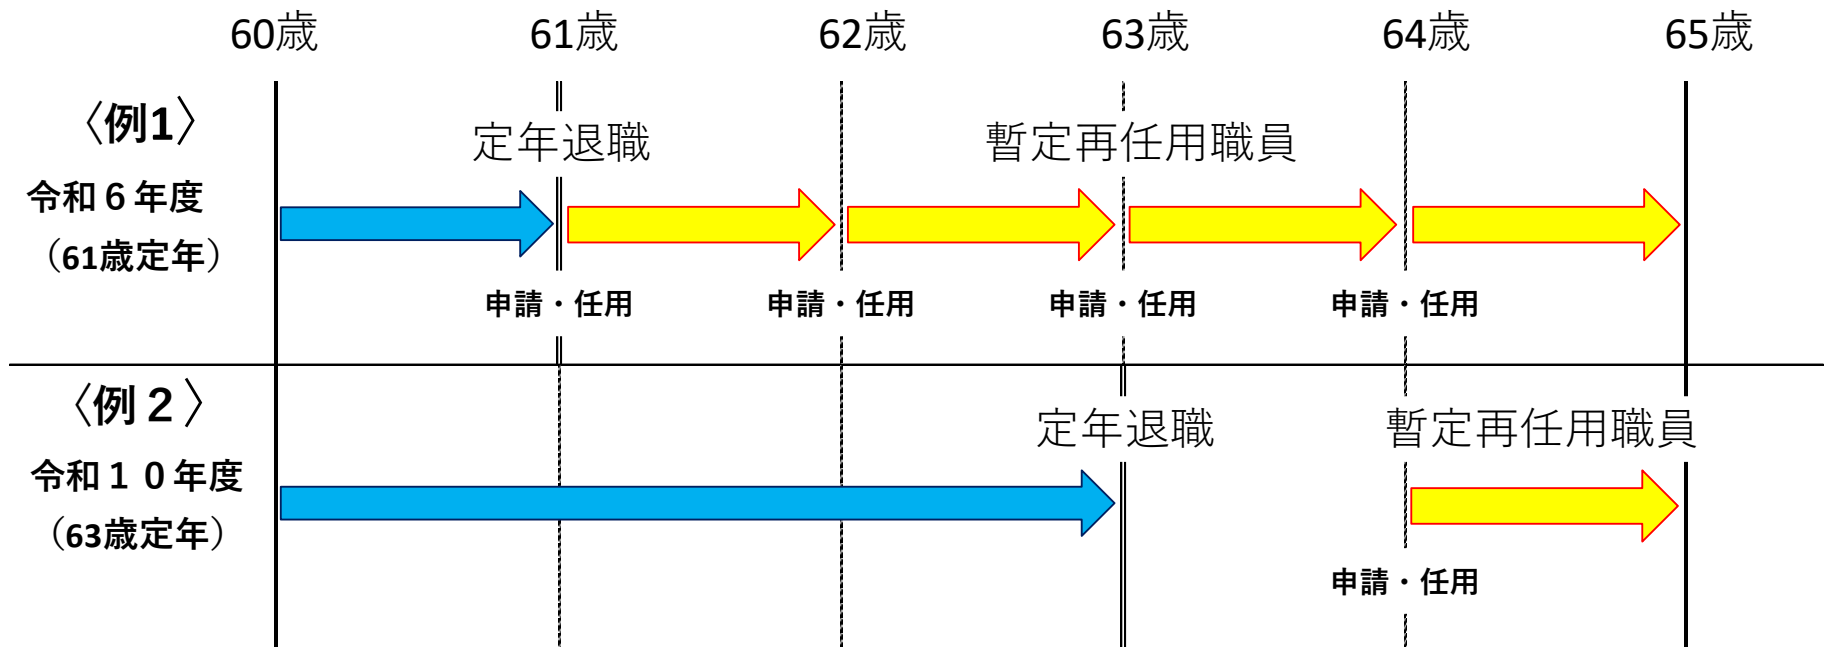 60歳 61歳 62歳 63歳 64歳 65歳
〈例1〉
定年退職 暫定再任用職員
令和６年度
（61歳定年）
申請・任用 申請・任用 申請・任用 申請・任用
〈例２〉
定年退職 暫定再任用職員
令和１０年度
（63歳定年）
申請・任用